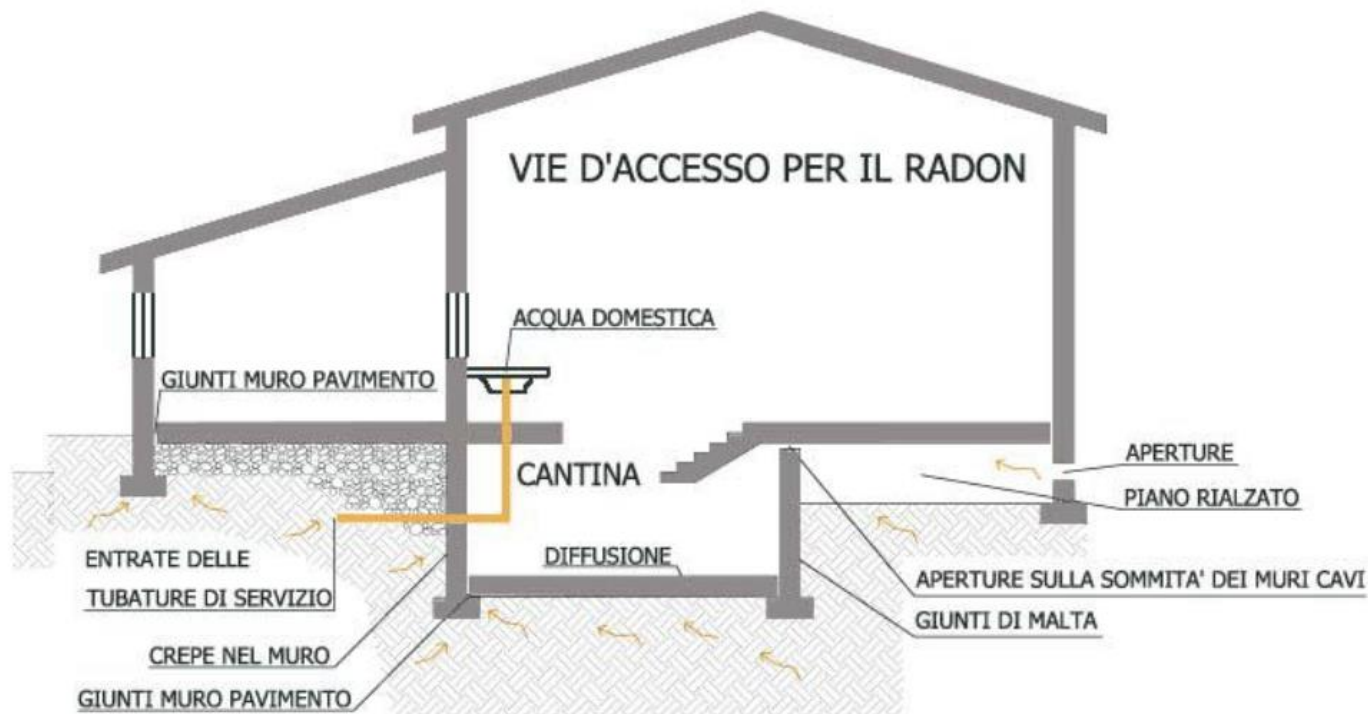 VIE D'ACCESSO PER IL RADON
ACQUA DOMESTICA
GIUNTI MURO PAVIMENTO
CANTINA
APERTURE
PIANO RIALZATO
ENTRATE DELLE
TUBATURE DI SERVIZIO
DIFFUSIONE
APERTURE SULLA SOMMITA' DEI MURI CAVI
GIUNTI DI MALTA
CREPE NEL MURO
GIUNTI MURO PAVIMENTO